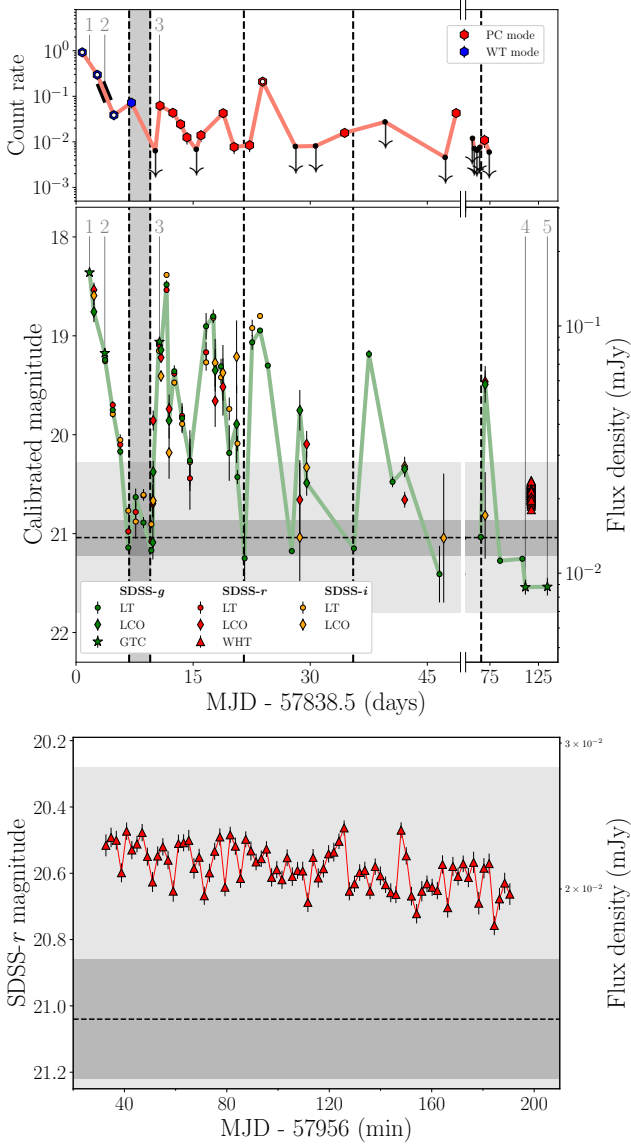 1 2 3
PC mode
WT mode
10⁰
10⁻¹
10⁻²
10⁻³
Count rate
1 2 3 4 5
18
19
20
21
22
Calibrated magnitude
10⁻¹
10⁻²
Flux density (mJy)
SDSS-g SDSS-r SDSS-i
LT LT LT
LCO LCO LCO
GTC WHT
0 15 30 45 75 125
MJD - 57838.5 (days)
20.2
20.4
20.6
20.8
21.0
21.2
SDSS-r magnitude
3 × 10⁻²
2 × 10⁻²
Flux density (mJy)
40 80 120 160 200
MJD - 57956 (min)